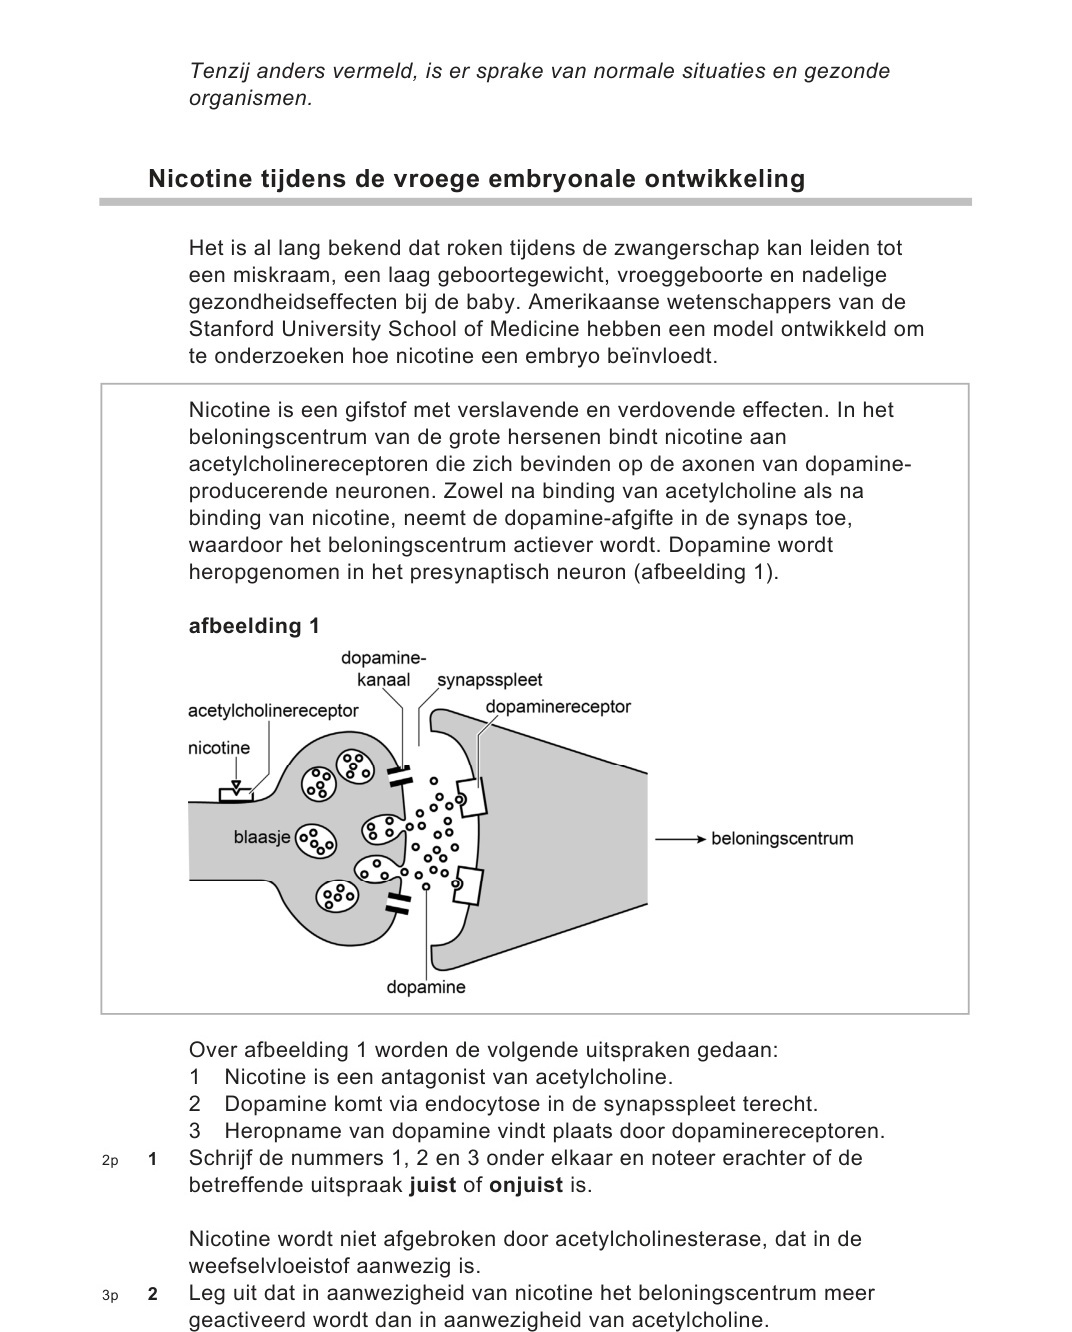 Tenzij anders vermeld, is er sprake van normale situaties en gezonde
organismen.
Nicotine tijdens de vroege embryonale ontwikkeling
Het is al lang bekend dat roken tijdens de zwangerschap kan leiden tot
een miskraam, een laag geboortegewicht, vroeggeboorte en nadelige
gezondheidseffecten bij de baby. Amerikaanse wetenschappers van de
Stanford University School of Medicine hebben een model ontwikkeld om
te onderzoeken hoe nicotine een embryo beïnvloedt.
Nicotine is een gifstof met verslavende en verdovende effecten. In het
beloningscentrum van de grote hersenen bindt nicotine aan
acetylcholinereceptoren die zich bevinden op de axonen van dopamine-
producerende neuronen. Zowel na binding van acetylcholine als na
binding van nicotine, neemt de dopamine-afgifte in de synaps toe,
waardoor het beloningscentrum actiever wordt. Dopamine wordt
heropgenomen in het presynaptisch neuron (afbeelding 1).
afbeelding 1
dopamine-
kanaal
synapsspleet
acetylcholinereceptor
dopaminereceptor
nicotine
blaasje
beloningscentrum
dopamine
Over afbeelding 1 worden de volgende uitspraken gedaan:
1 Nicotine is een antagonist van acetylcholine.
2 Dopamine komt via endocytose in de synapsspleet terecht.
3 Heropname van dopamine vindt plaats door dopaminereceptoren.
2p 1 Schrijf de nummers 1, 2 en 3 onder elkaar en noteer erachter of de
betreffende uitspraak juist of onjuist is.
Nicotine wordt niet afgebroken door acetylcholinesterase, dat in de
weefselvloeistof aanwezig is.
3p 2 Leg uit dat in aanwezigheid van nicotine het beloningscentrum meer
geactiveerd wordt dan in aanwezigheid van acetylcholine.